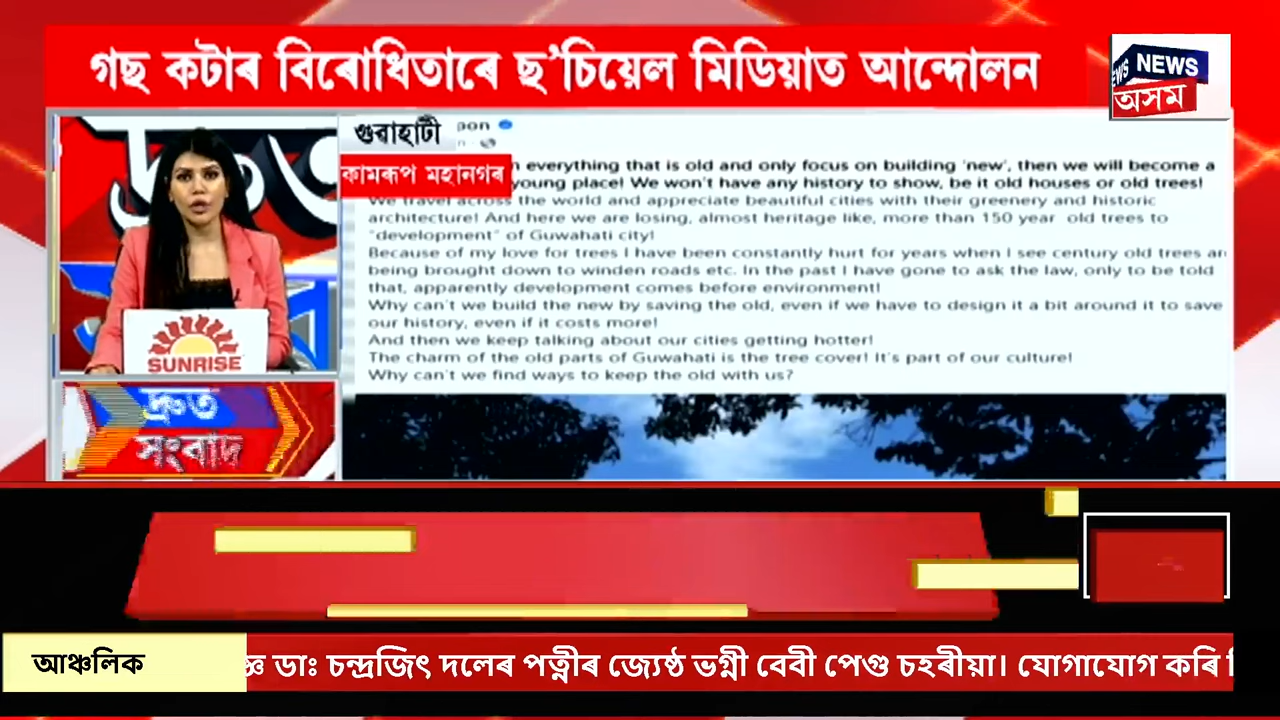 গছ কটাৰ বিৰোধিতাৰে ছ'চিয়েল মিডিয়াত আন্দোলন
NEWS
NEWS
অসম
গুৱাহাটী
কামৰূপ মহানগৰ
everything that is old and only focus on building 'new', then we will become a
young place! We won't have any history to show, be it old houses or old trees!
We travel across the world and appreciate beautiful cities with their greenery and historic
architecture! And here we are losing, almost heritage like, more than 150 year old trees to
"development" of Guwahati city!
Because of my love for trees I have been constantly hurt for years when I see century old trees are
being brought down to winden roads etc. In the past I have gone to ask the law, only to be told
that, apparently development comes before environment!
Why can't we build the new by saving the old, even if we have to design it a bit around it to save
our history, even if it costs more!
And then we keep talking about our cities getting hotter!
The charm of the old parts of Guwahati is the tree cover! It's part of our culture!
Why can't we find ways to keep the old with us?
SUNRISE
দ্ৰুত
সংবাদ
আঞ্চলিক
ডাঃ চন্দ্ৰজিৎ দলেৰ পত্নীৰ জ্যেষ্ঠ ভগ্নী বেবী পেগু চহৰীয়া। যোগাযোগ কৰি